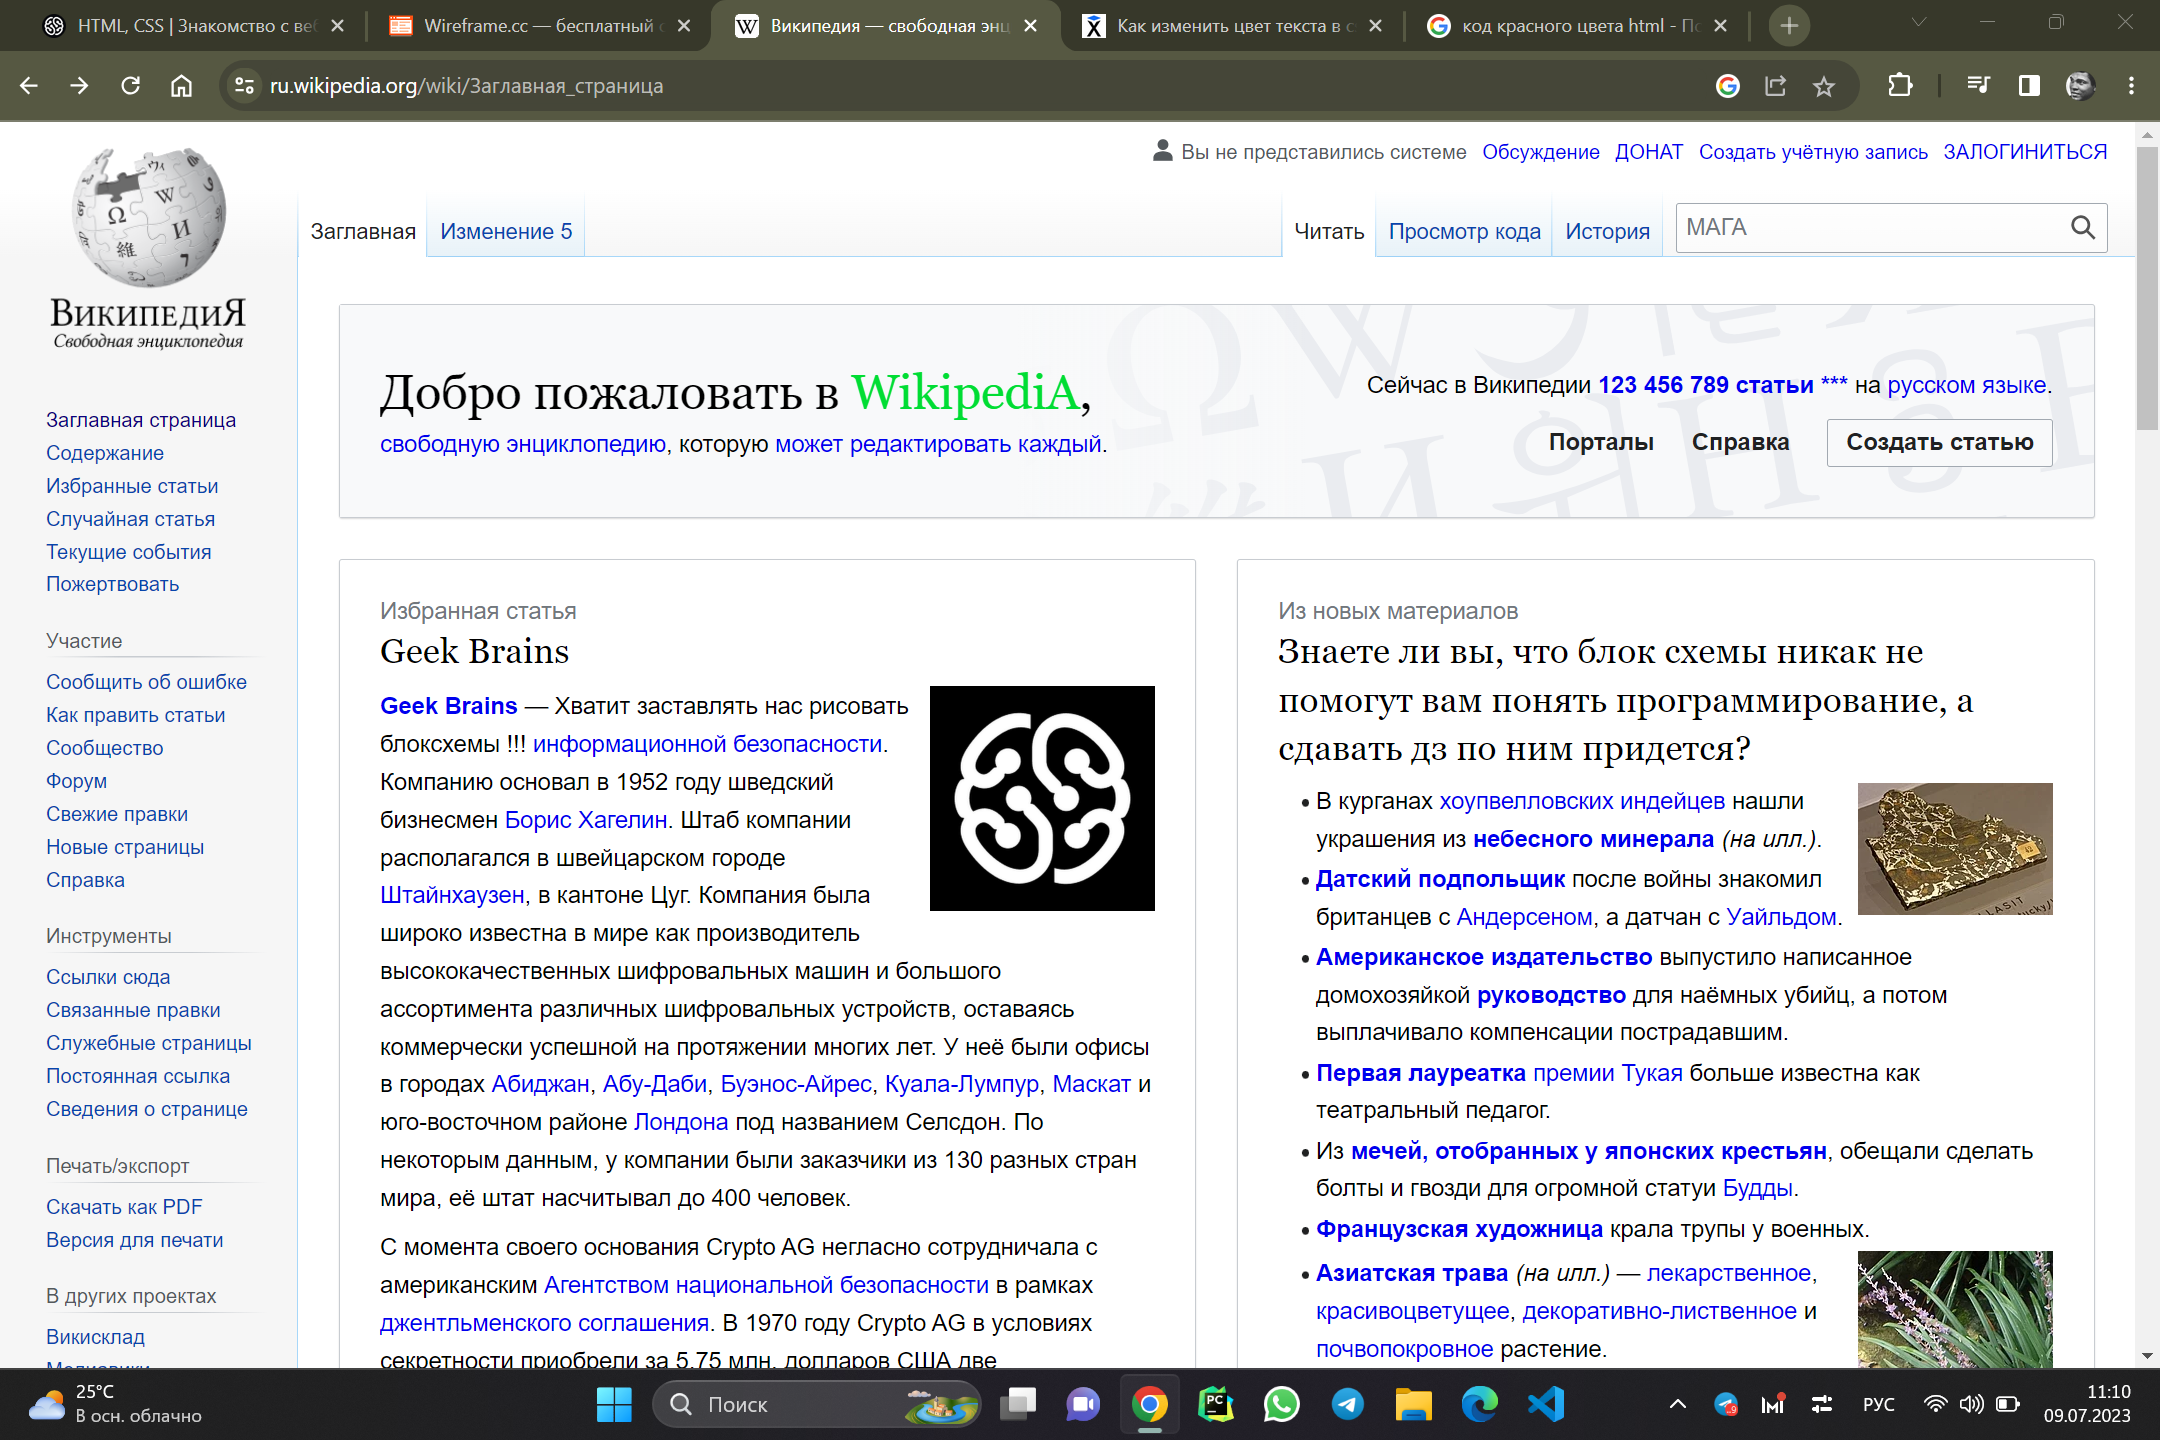 HTML, CSS | Знакомство с ве
Wireframe.cc — бесплатный
Википедия — свободная энц
Как изменить цвет текста в
код красного цвета html - П
ru.wikipedia.org/wiki/Заглавная_страница
Вы не представились системе Обсуждение ДОНАТ Создать учётную запись ЗАЛОГИНИТЬСЯ
Заглавная Изменение 5 Читать Просмотр кода История МАГА
ВикипедиЯ
Свободная энциклопедия
Заглавная страница
Содержание
Избранные статьи
Случайная статья
Текущие события
Пожертвовать
Участие
Сообщить об ошибке
Как править статьи
Сообщество
Форум
Свежие правки
Новые страницы
Справка
Инструменты
Ссылки сюда
Связанные правки
Служебные страницы
Постоянная ссылка
Сведения о странице
Печать/экспорт
Скачать как PDF
Версия для печати
В других проектах
Викисклад
Добро пожаловать в WikipediA,
свободную энциклопедию, которую может редактировать каждый.
Сейчас в Википедии 123 456 789 статьи *** на русском языке.
Порталы Справка Создать статью
Избранная статья
Geek Brains
Geek Brains — Хватит заставлять нас рисовать
блоксхемы !!! информационной безопасности.
Компанию основал в 1952 году шведский
бизнесмен Борис Хагелин. Штаб компании
располагался в швейцарском городе
Штайнхаузен, в кантоне Цуг. Компания была
широко известна в мире как производитель
высококачественных шифровальных машин и большого
ассортимента различных шифровальных устройств, оставаясь
коммерчески успешной на протяжении многих лет. У неё были офисы
в городах Абиджан, Абу-Даби, Буэнос-Айрес, Куала-Лумпур, Маскат и
юго-восточном районе Лондона под названием Селсдон. По
некоторым данным, у компании были заказчики из 130 разных стран
мира, её штат насчитывал до 400 человек.
С момента своего основания Crypto AG негласно сотрудничала с
американским Агентством национальной безопасности в рамках
джентльменского соглашения. В 1970 году Crypto AG в условиях
секретности приобрели за 5,75 млн. долларов США две
Из новых материалов
Знаете ли вы, что блок схемы никак не
помогут вам понять программирование, а
сдавать дз по ним придется?
• В курганах хоупвелловских индейцев нашли
украшения из небесного минерала (на илл.).
• Датский подпольщик после войны знакомил
британцев с Андерсеном, а датчан с Уайльдом.
• Американское издательство выпустило написанное
домохозяйкой руководство для наёмных убийц, а потом
выплачивало компенсации пострадавшим.
• Первая лауреатка премии Тукая больше известна как
театральный педагог.
• Из мечей, отобранных у японских крестьян, обещали сделать
болты и гвозди для огромной статуи Будды.
• Французская художница крала трупы у военных.
• Азиатская трава (на илл.) — лекарственное,
красивоцветущее, декоративно-лиственное и
почвопокровное растение.
25°C
В осн. облачно
Поиск
РУС
11:10
09.07.2023